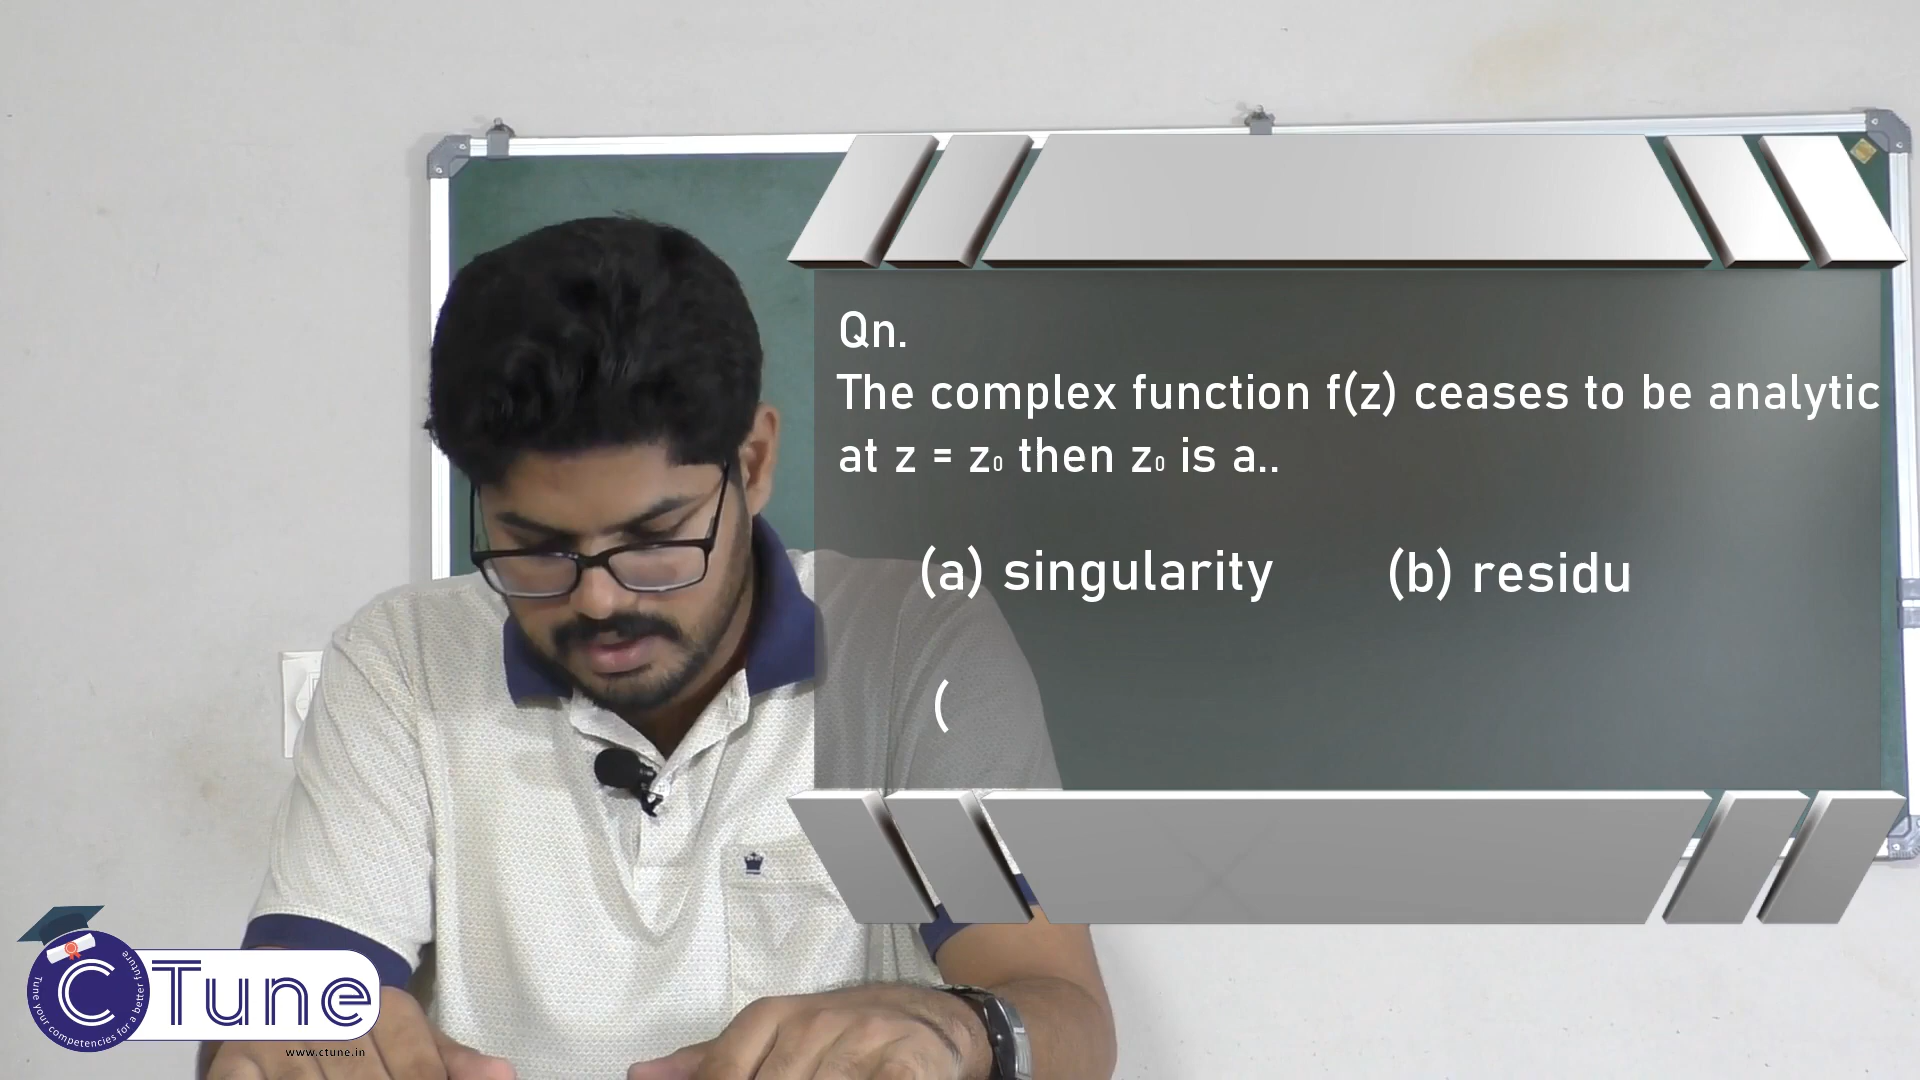 Qn.
The complex function f(z) ceases to be analytic
at z = z₀ then z₀ is a..
(a) singularity (b) residu
(
C Tune
Tune your competencies for a better future
www.ctune.in